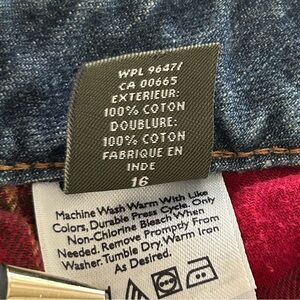 WPL 9647/
CA 00665
EXTERIEUR:
100% COTON
DOUBLURE:
100% COTON
FABRIQUE EN
INDE
16
Machine Wash Warm With Like
Colors, Durable Press Cycle. Only
Non-Chlorine Bleach When
Needed. Remove Promptly From
Washer. Tumble Dry. Warm Iron
As Desired.